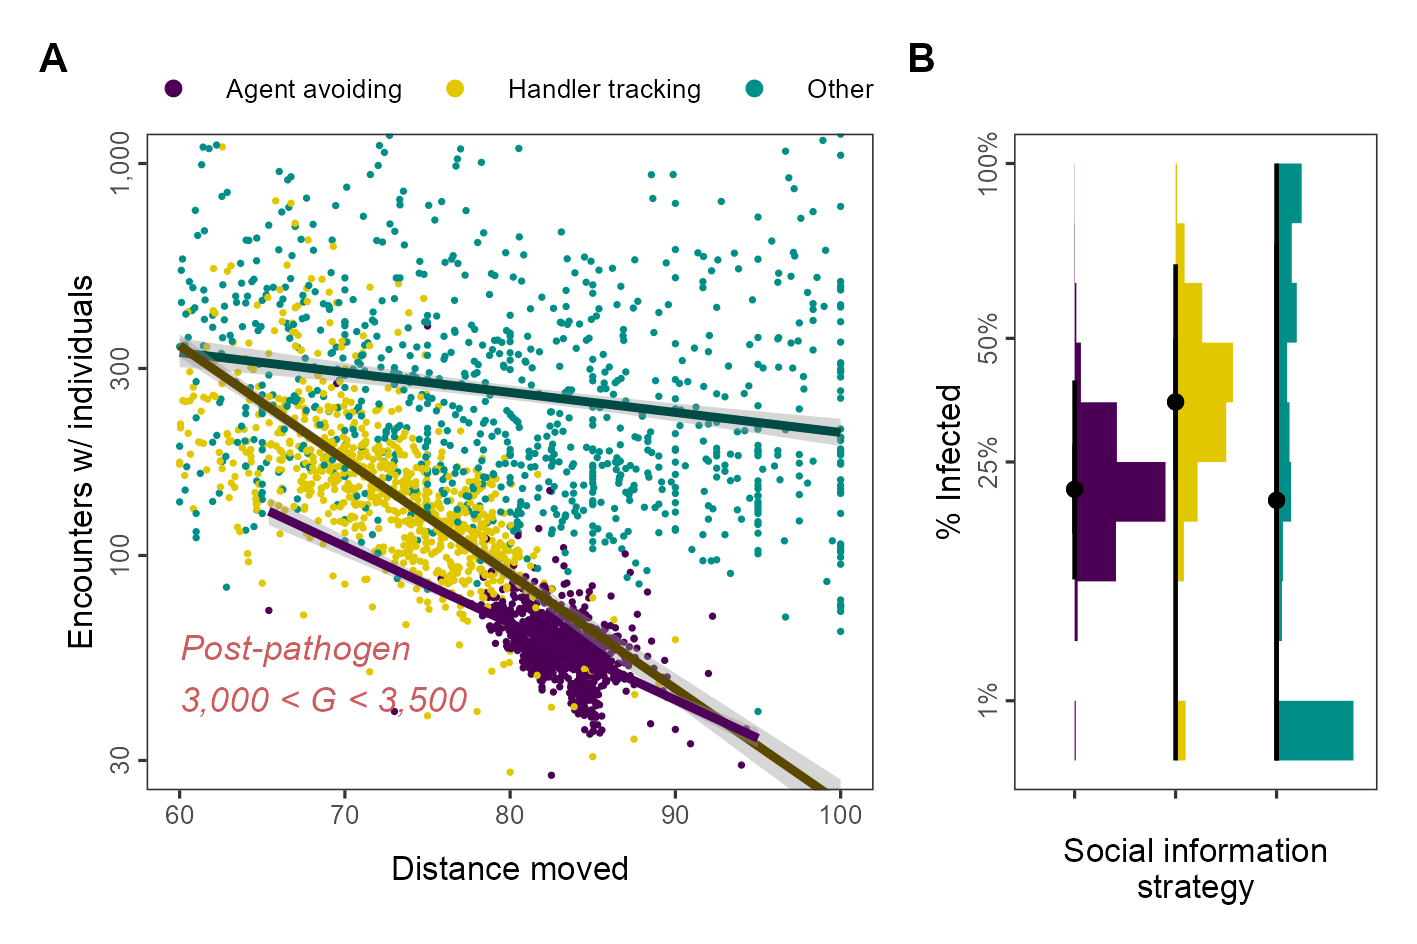 A
B
Agent avoiding
Handler tracking
Other
1,000
300
100
30
Encounters w/ individuals
Post-pathogen
3,000 < G < 3,500
60
70
80
90
100
Distance moved
100%
50%
25%
1%
% Infected
Social information
strategy